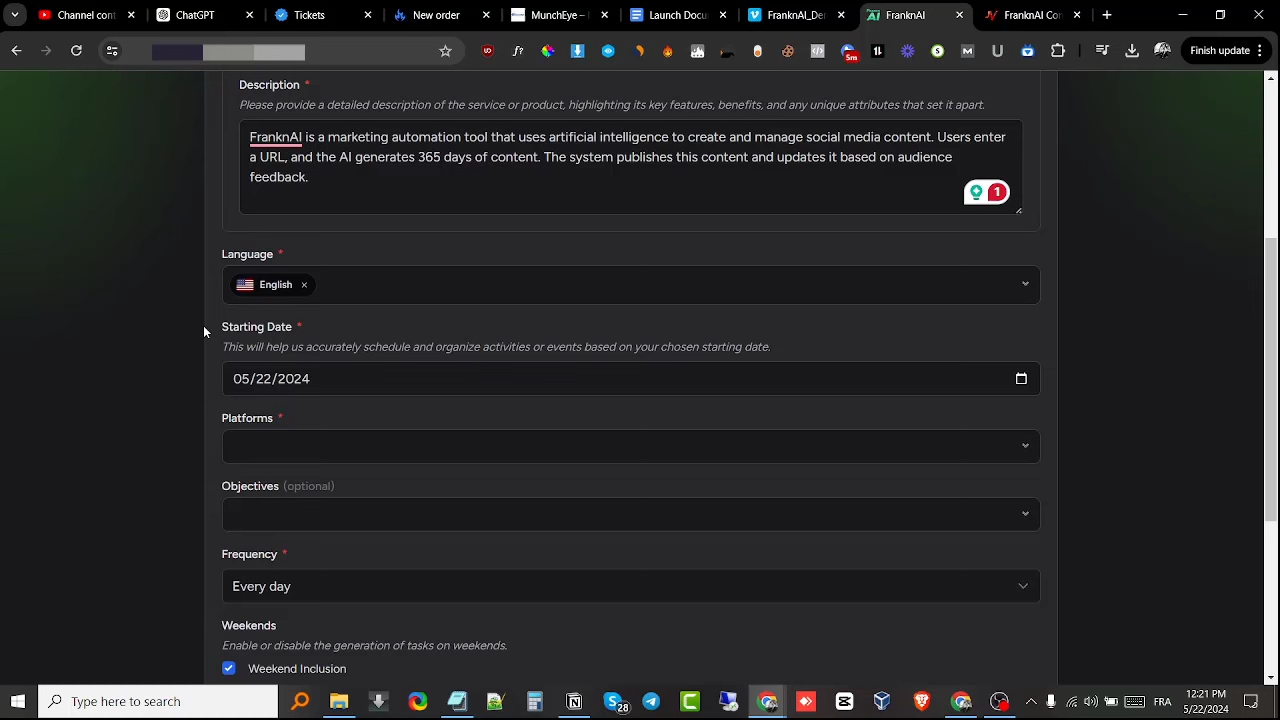 Channel cont
ChatGPT
Tickets
New order
MunchEye –
Launch Docu
FranknAI_De
FranknAI
FranknAI Co
5m
Finish update
Description *
Please provide a detailed description of the service or product, highlighting its key features, benefits, and any unique attributes that set it apart.
FranknAI is a marketing automation tool that uses artificial intelligence to create and manage social media content. Users enter
a URL, and the AI generates 365 days of content. The system publishes this content and updates it based on audience
feedback.
1
Language *
English
Starting Date *
This will help us accurately schedule and organize activities or events based on your chosen starting date.
05/22/2024
Platforms *
Objectives (optional)
Frequency *
Every day
Weekends
Enable or disable the generation of tasks on weekends.
Weekend Inclusion
Type here to search
28
FRA
12:21 PM
5/22/2024